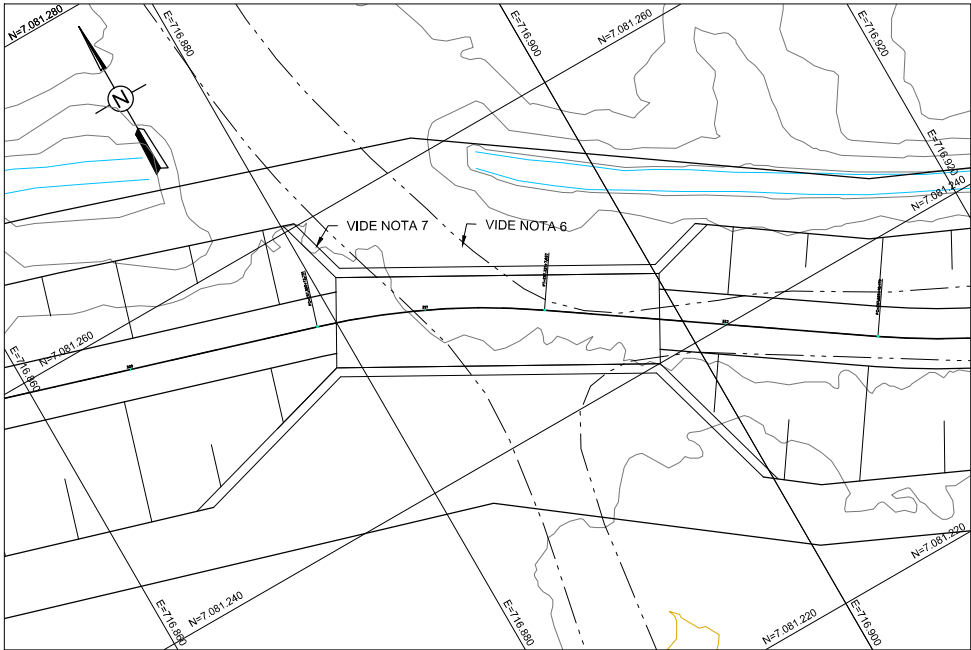 N=7.081.280
E=716.880
E=716.900
N=7.081.260
E=716.920
N
E=716.920
N=7.081.240
VIDE NOTA 7
VIDE NOTA 6
N=7.081.260
E=716.860
N=7.081.220
N=7.081.240
E=716.860
E=716.880
N=7.081.220
E=716.900